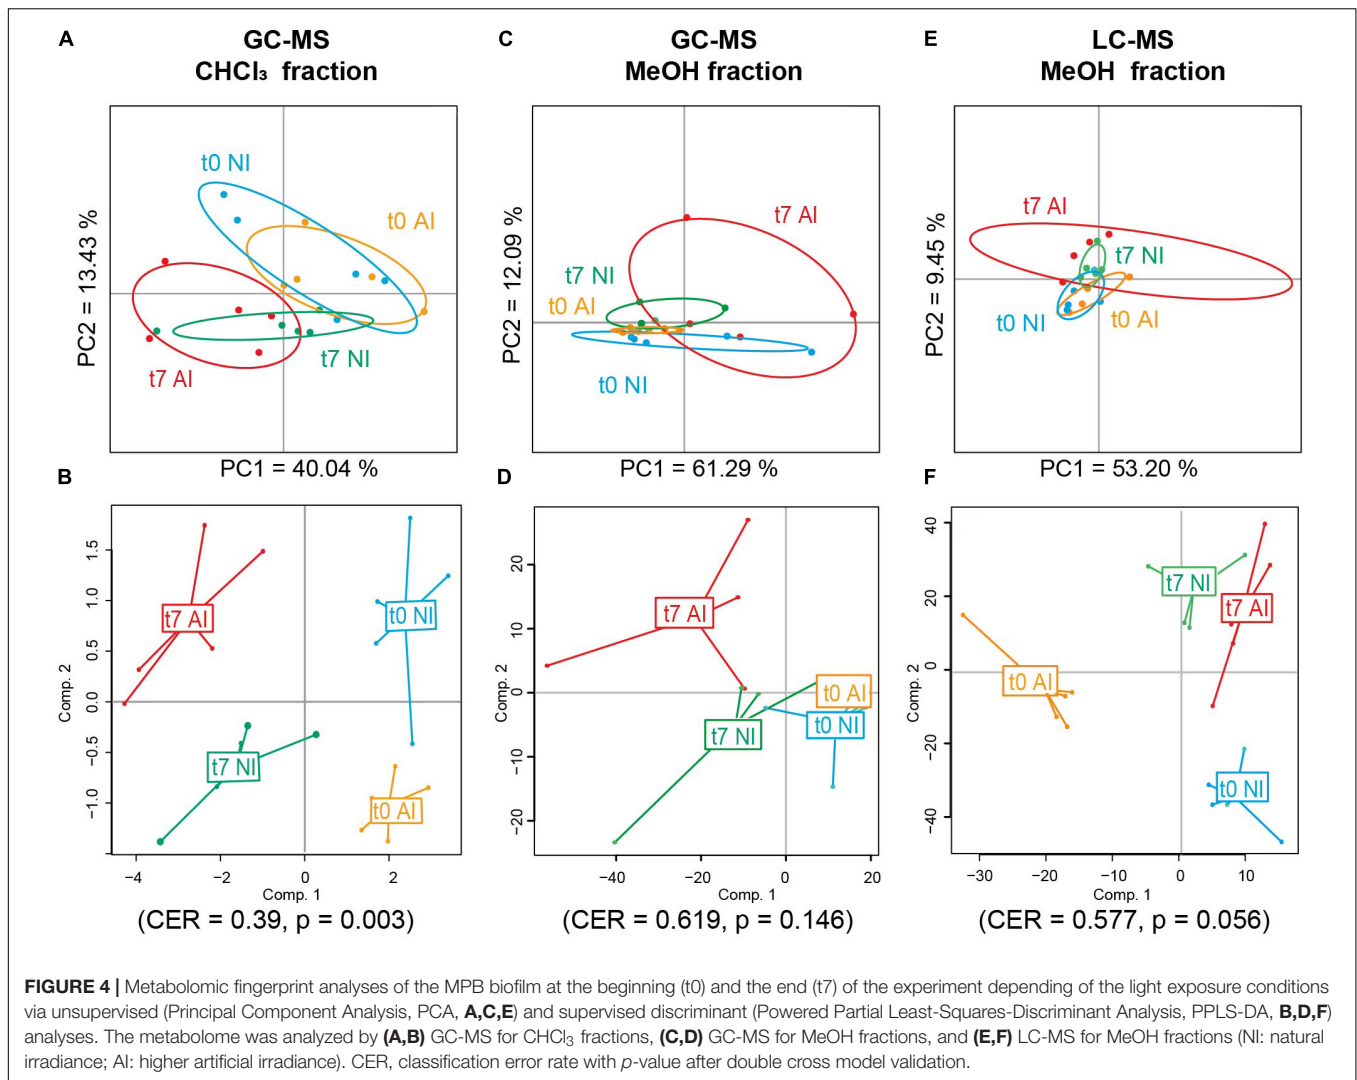 A
GC-MS
CHCl₃ fraction
t0 NI
t0 AI
t7 AI
t7 NI
PC2 = 13.43 %
PC1 = 40.04 %
C
GC-MS
MeOH fraction
t7 AI
t7 NI
t0 AI
t0 NI
PC2 = 12.09 %
PC1 = 61.29 %
E
LC-MS
MeOH fraction
t7 AI
t7 NI
t0 NI
t0 AI
PC2 = 9.45 %
PC1 = 53.20 %
B
t7 AI
t0 NI
t7 NI
t0 AI
Comp. 2
1.5
1.0
0.5
0.0
−0.5
−1.0
−4
−2
0
2
Comp. 1
(CER = 0.39, p = 0.003)
D
t7 AI
t0 AI
t0 NI
t7 NI
Comp. 2
20
10
0
−10
−20
−40
−20
0
20
Comp. 1
(CER = 0.619, p = 0.146)
F
t7 NI
t7 AI
t0 AI
t0 NI
Comp. 2
40
20
0
−20
−40
−30
−20
−10
0
10
Comp. 1
(CER = 0.577, p = 0.056)
FIGURE 4 | Metabolomic fingerprint analyses of the MPB biofilm at the beginning (t0) and the end (t7) of the experiment depending of the light exposure conditions
via unsupervised (Principal Component Analysis, PCA, A,C,E) and supervised discriminant (Powered Partial Least-Squares-Discriminant Analysis, PPLS-DA, B,D,F)
analyses. The metabolome was analyzed by (A,B) GC-MS for CHCl₃ fractions, (C,D) GC-MS for MeOH fractions, and (E,F) LC-MS for MeOH fractions (NI: natural
irradiance; AI: higher artificial irradiance). CER, classification error rate with p-value after double cross model validation.